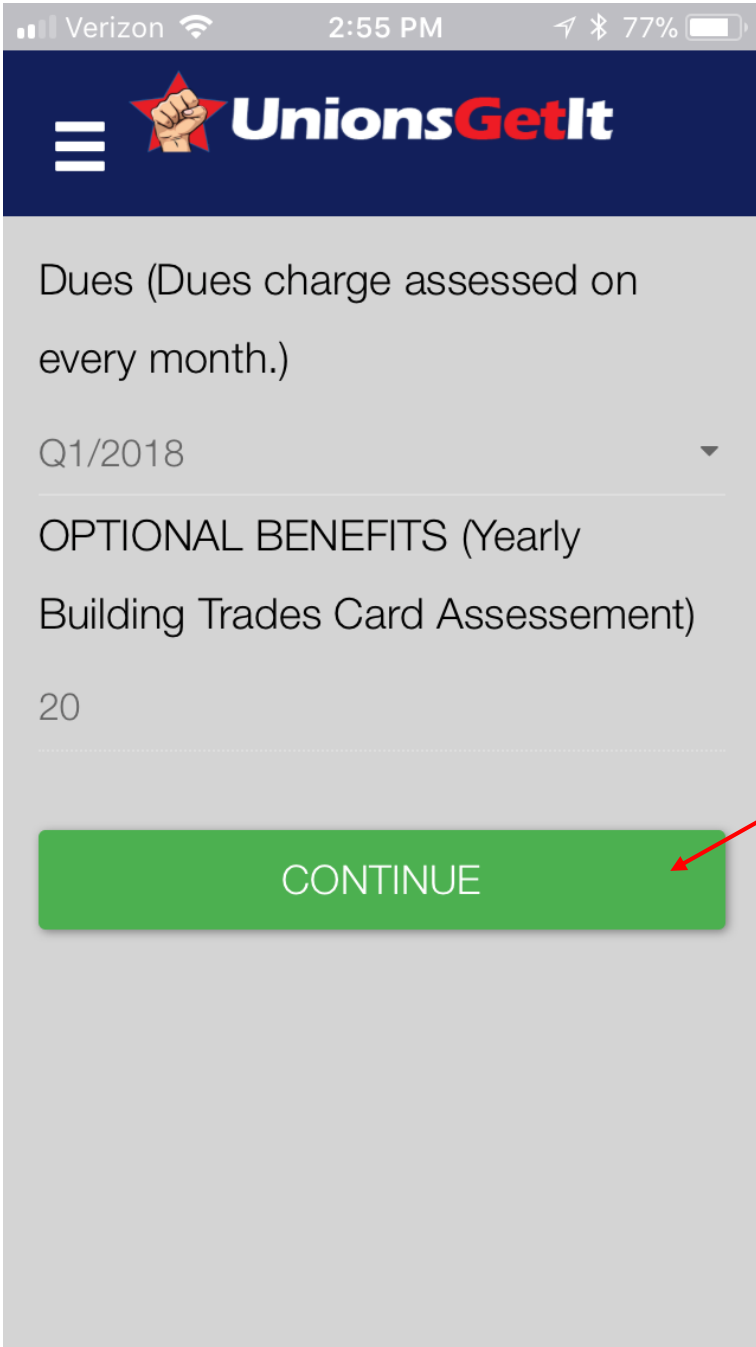 Verizon 2:55 PM 77%
UnionsGetIt
Dues (Dues charge assessed on
every month.)
Q1/2018
OPTIONAL BENEFITS (Yearly
Building Trades Card Assessement)
20
CONTINUE